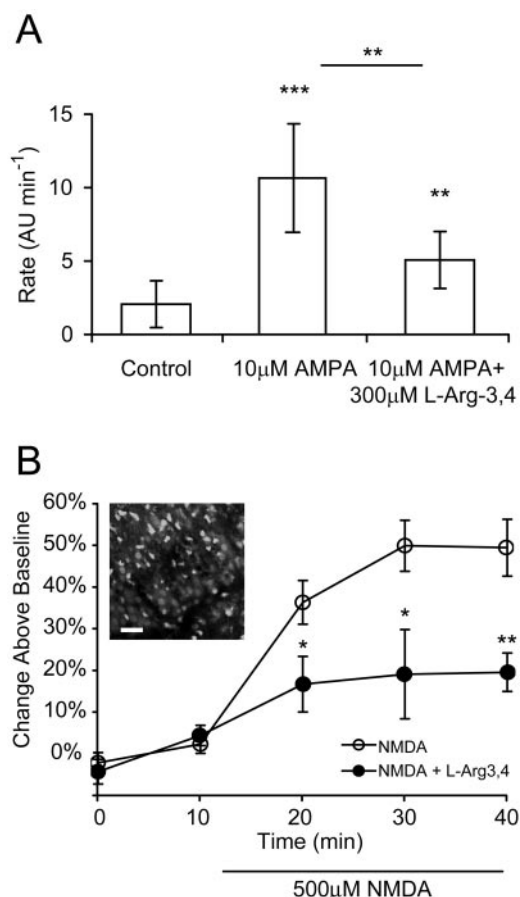 A
**
***
**
15
10
5
0
Rate (AU min⁻¹)
Control
10µM AMPA
10µM AMPA+
300µM L-Arg-3,4
B
60%
50%
40%
30%
20%
10%
0%
Change Above Baseline
*
*
**
NMDA
NMDA + L-Arg3,4
0 10 20 30 40
Time (min)
500µM NMDA